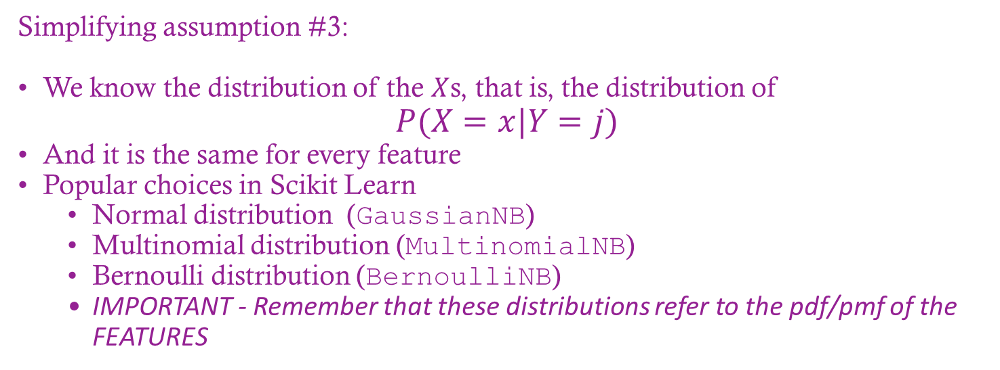 Simplifying assumption #3:
• We know the distribution of the Xs, that is, the distribution of
P(X = x|Y = j)
• And it is the same for every feature
• Popular choices in Scikit Learn
• Normal distribution (GaussianNB)
• Multinomial distribution (MultinomialNB)
• Bernoulli distribution (BernoulliNB)
• IMPORTANT - Remember that these distributions refer to the pdf/pmf of the
FEATURES